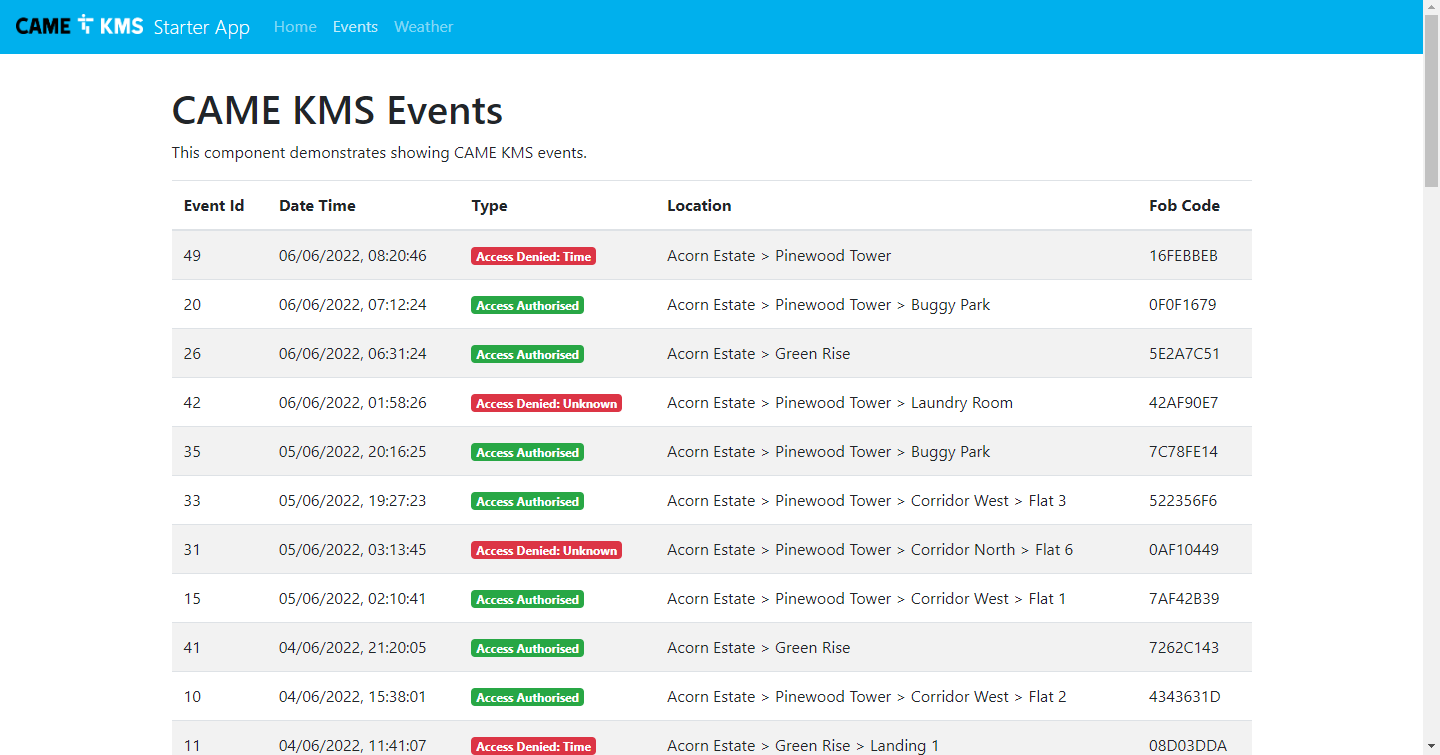 CAME KMS Starter App Home Events Weather
CAME KMS Events
This component demonstrates showing CAME KMS events.
Event Id Date Time Type Location Fob Code
49 06/06/2022, 08:20:46 Access Denied: Time Acorn Estate > Pinewood Tower 16FEBBEB
20 06/06/2022, 07:12:24 Access Authorised Acorn Estate > Pinewood Tower > Buggy Park 0F0F1679
26 06/06/2022, 06:31:24 Access Authorised Acorn Estate > Green Rise 5E2A7C51
42 06/06/2022, 01:58:26 Access Denied: Unknown Acorn Estate > Pinewood Tower > Laundry Room 42AF90E7
35 05/06/2022, 20:16:25 Access Authorised Acorn Estate > Pinewood Tower > Buggy Park 7C78FE14
33 05/06/2022, 19:27:23 Access Authorised Acorn Estate > Pinewood Tower > Corridor West > Flat 3 522356F6
31 05/06/2022, 03:13:45 Access Denied: Unknown Acorn Estate > Pinewood Tower > Corridor North > Flat 6 0AF10449
15 05/06/2022, 02:10:41 Access Authorised Acorn Estate > Pinewood Tower > Corridor West > Flat 1 7AF42B39
41 04/06/2022, 21:20:05 Access Authorised Acorn Estate > Green Rise 7262C143
10 04/06/2022, 15:38:01 Access Authorised Acorn Estate > Pinewood Tower > Corridor West > Flat 2 4343631D
11 04/06/2022, 11:41:07 Access Denied: Time Acorn Estate > Green Rise > Landing 1 08D03DDA